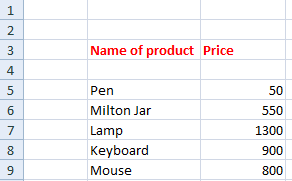 1
2
3 Name of product Price
4
5 Pen 50
6 Milton Jar 550
7 Lamp 1300
8 Keyboard 900
9 Mouse 800